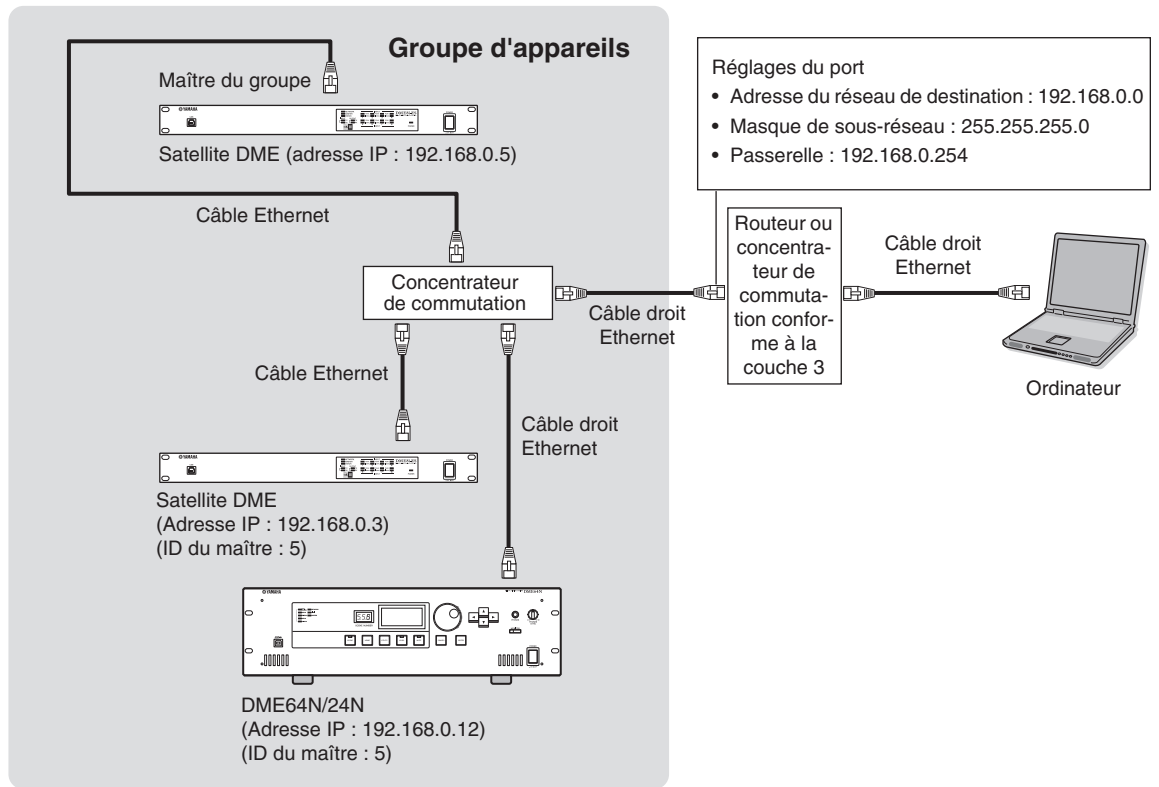 Groupe d'appareils
Maître du groupe
YAMAHA
Satellite DME (adresse IP : 192.168.0.5)
Câble Ethernet
Concentrateur
de commutation
Câble droit
Ethernet
Réglages du port
• Adresse du réseau de destination : 192.168.0.0
• Masque de sous-réseau : 255.255.255.0
• Passerelle : 192.168.0.254
Routeur ou
concentra-
teur de
commuta-
tion confor-
me à la
couche 3
Câble droit
Ethernet
Ordinateur
Câble Ethernet
Câble droit
Ethernet
YAMAHA
Satellite DME
(Adresse IP : 192.168.0.3)
(ID du maître : 5)
YAMAHA
DME64N
DME64N/24N
(Adresse IP : 192.168.0.12)
(ID du maître : 5)